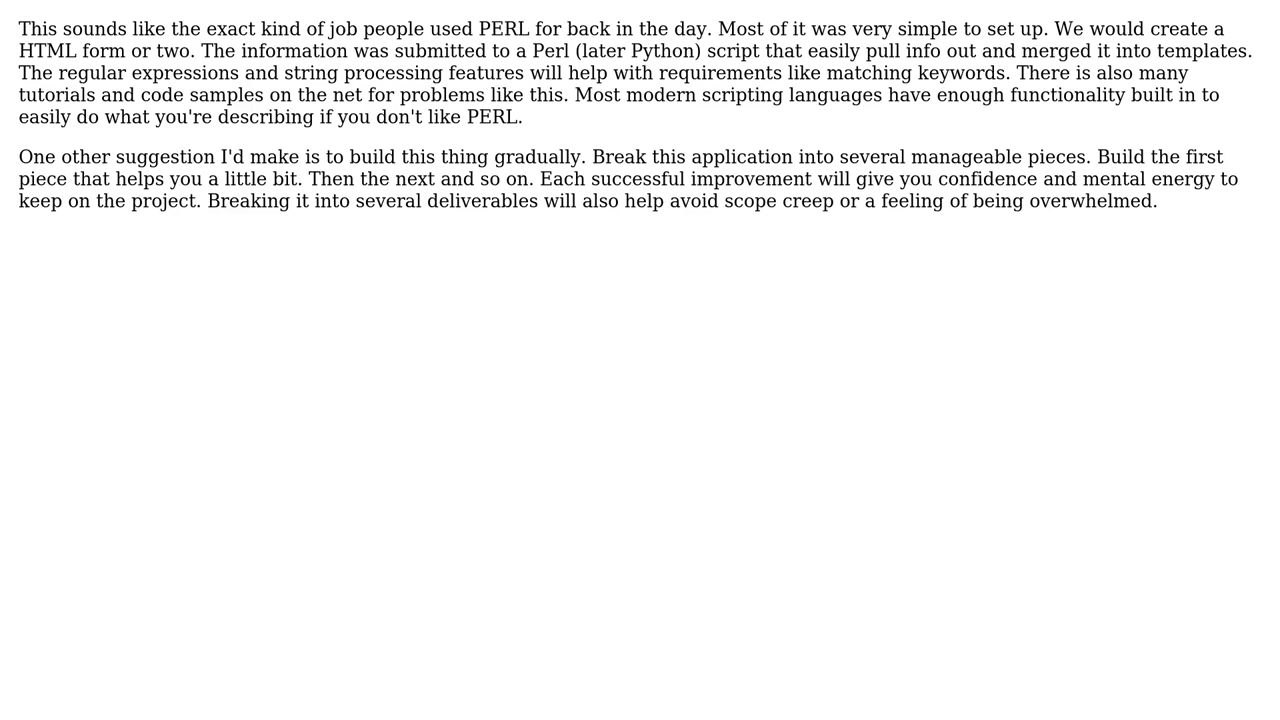 This sounds like the exact kind of job people used PERL for back in the day. Most of it was very simple to set up. We would create a
HTML form or two. The information was submitted to a Perl (later Python) script that easily pull info out and merged it into templates.
The regular expressions and string processing features will help with requirements like matching keywords. There is also many
tutorials and code samples on the net for problems like this. Most modern scripting languages have enough functionality built in to
easily do what you're describing if you don't like PERL.
One other suggestion I'd make is to build this thing gradually. Break this application into several manageable pieces. Build the first
piece that helps you a little bit. Then the next and so on. Each successful improvement will give you confidence and mental energy to
keep on the project. Breaking it into several deliverables will also help avoid scope creep or a feeling of being overwhelmed.